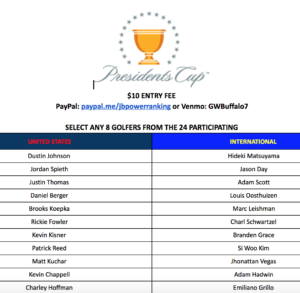 Presidents Cup
$10 ENTRY FEE
PayPal: paypal.me/jbpowerranking or Venmo: GWBuffalo7
SELECT ANY 8 GOLFERS FROM THE 24 PARTICIPATING
UNITED STATES INTERNATIONAL
Dustin Johnson Hideki Matsuyama
Jordan Spieth Jason Day
Justin Thomas Adam Scott
Daniel Berger Louis Oosthuizen
Brooks Koepka Marc Leishman
Rickie Fowler Charl Schwartzel
Kevin Kisner Branden Grace
Patrick Reed Si Woo Kim
Matt Kuchar Jhonattan Vegas
Kevin Chappell Adam Hadwin
Charley Hoffman Emiliano Grillo